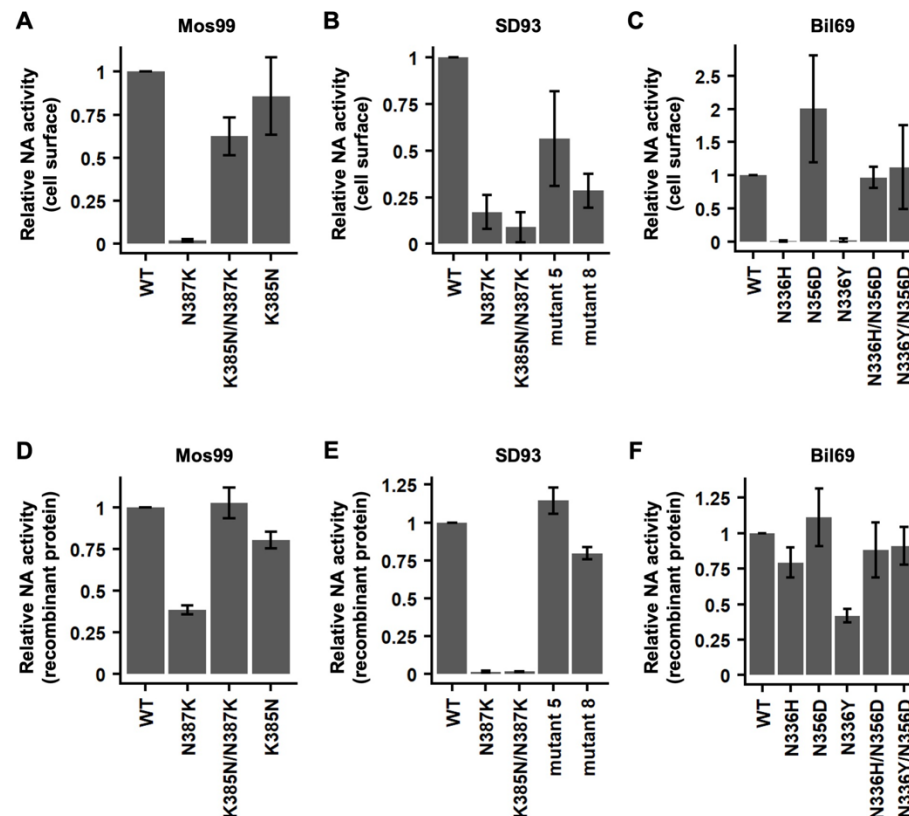 A
Mos99
Relative NA activity
(cell surface)
1
0.75
0.5
0.25
0
WT
N387K
K385N/N387K
K385N
B
SD93
Relative NA activity
(cell surface)
1
0.75
0.5
0.25
0
WT
N387K
K385N/N387K
mutant 5
mutant 8
C
Bil69
Relative NA activity
(cell surface)
2.5
2
1.5
1
0.5
0
WT
N336H
N356D
N336Y
N336H/N356D
N336Y/N356D
D
Mos99
Relative NA activity
(recombinant protein)
1
0.75
0.5
0.25
0
WT
N387K
K385N/N387K
K385N
E
SD93
Relative NA activity
(recombinant protein)
1.25
1
0.75
0.5
0.25
0
WT
N387K
K385N/N387K
mutant 5
mutant 8
F
Bil69
Relative NA activity
(recombinant protein)
1.25
1
0.75
0.5
0.25
0
WT
N336H
N356D
N336Y
N336H/N356D
N336Y/N356D